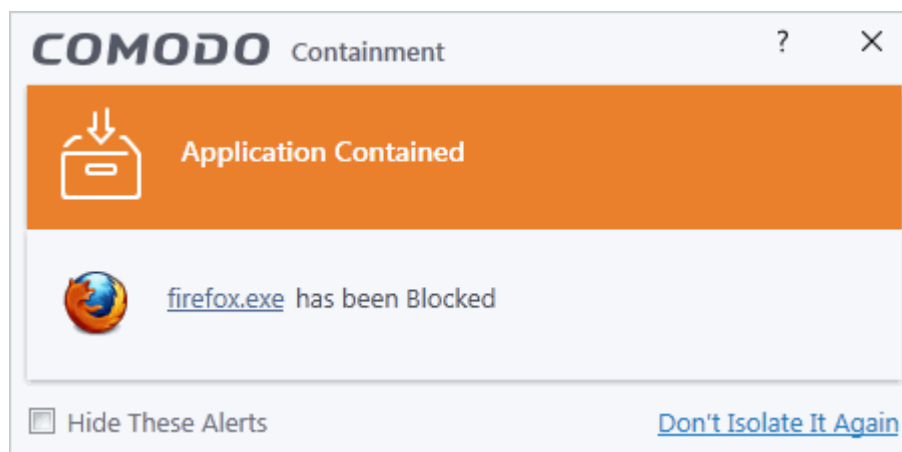 COMODO Containment ? X
Application Contained
firefox.exe has been Blocked
Hide These Alerts Don't Isolate It Again